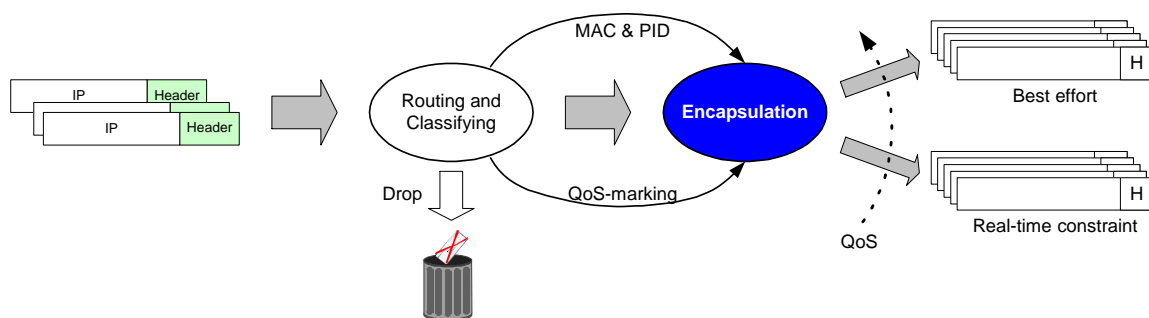 MAC & PID
IP Header
IP Header
Routing and
Classifying
Encapsulation
H
Best effort
Drop
QoS-marking
QoS
H
Real-time constraint